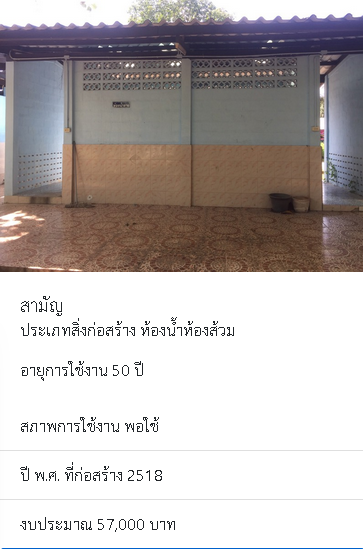 สามัญ
ประเภทสิ่งก่อสร้าง ห้องน้ำห้องส้วม
อายุการใช้งาน 50 ปี
สภาพการใช้งาน พอใช้
ปี พ.ศ. ที่ก่อสร้าง 2518
งบประมาณ 57,000 บาท